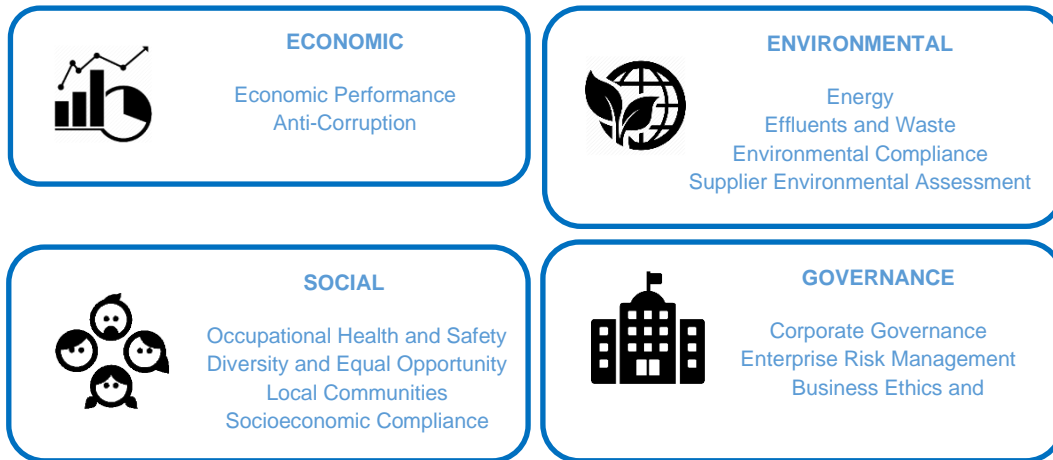 ECONOMIC
Economic Performance
Anti-Corruption
ENVIRONMENTAL
Energy
Effluents and Waste
Environmental Compliance
Supplier Environmental Assessment
SOCIAL
Occupational Health and Safety
Diversity and Equal Opportunity
Local Communities
Socioeconomic Compliance
GOVERNANCE
Corporate Governance
Enterprise Risk Management
Business Ethics and